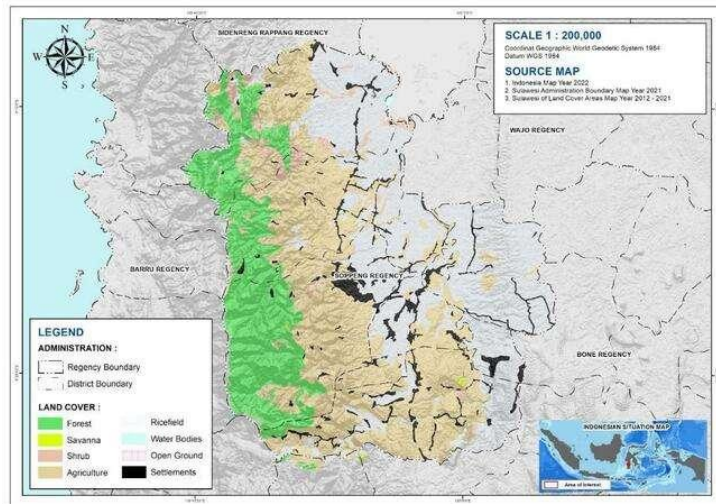 SIDENRENG RAPPANG REGENCY
N
W
E
S
SCALE 1 : 200,000
Coordinat Geographic World Geodetic System 1984
Datum WGS 1984
SOURCE MAP
1. Indonesia Map Year 2022
2. Sulawesi Administration Boundary Map Year 2021
3. Sulawesi of Land Cover Areas Map Year 2012 - 2021
WAJO REGENCY
BARRU REGENCY
SOPPENG REGENCY
BONE REGENCY
LEGEND
ADMINISTRATION :
Regency Boundary
District Boundary
LAND COVER :
Forest
Savanna
Shrub
Agriculture
Ricefield
Water Bodies
Open Ground
Settlements
INDONESIAN SITUATION MAP
Area of Interest